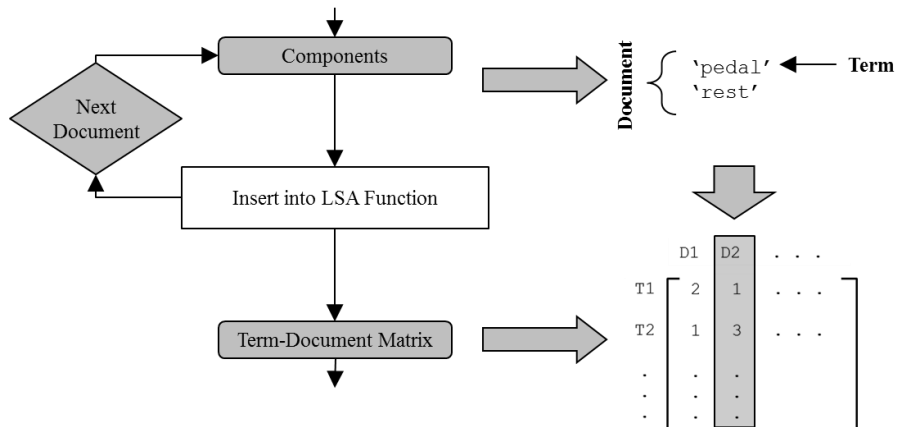 Components
Next
Document
Insert into LSA Function
Term-Document Matrix
Document
‘pedal’
‘rest’
Term
D1 D2 . . .
T1 2 1 . . .
T2 1 3 . . .
. . .
. . .
. . .